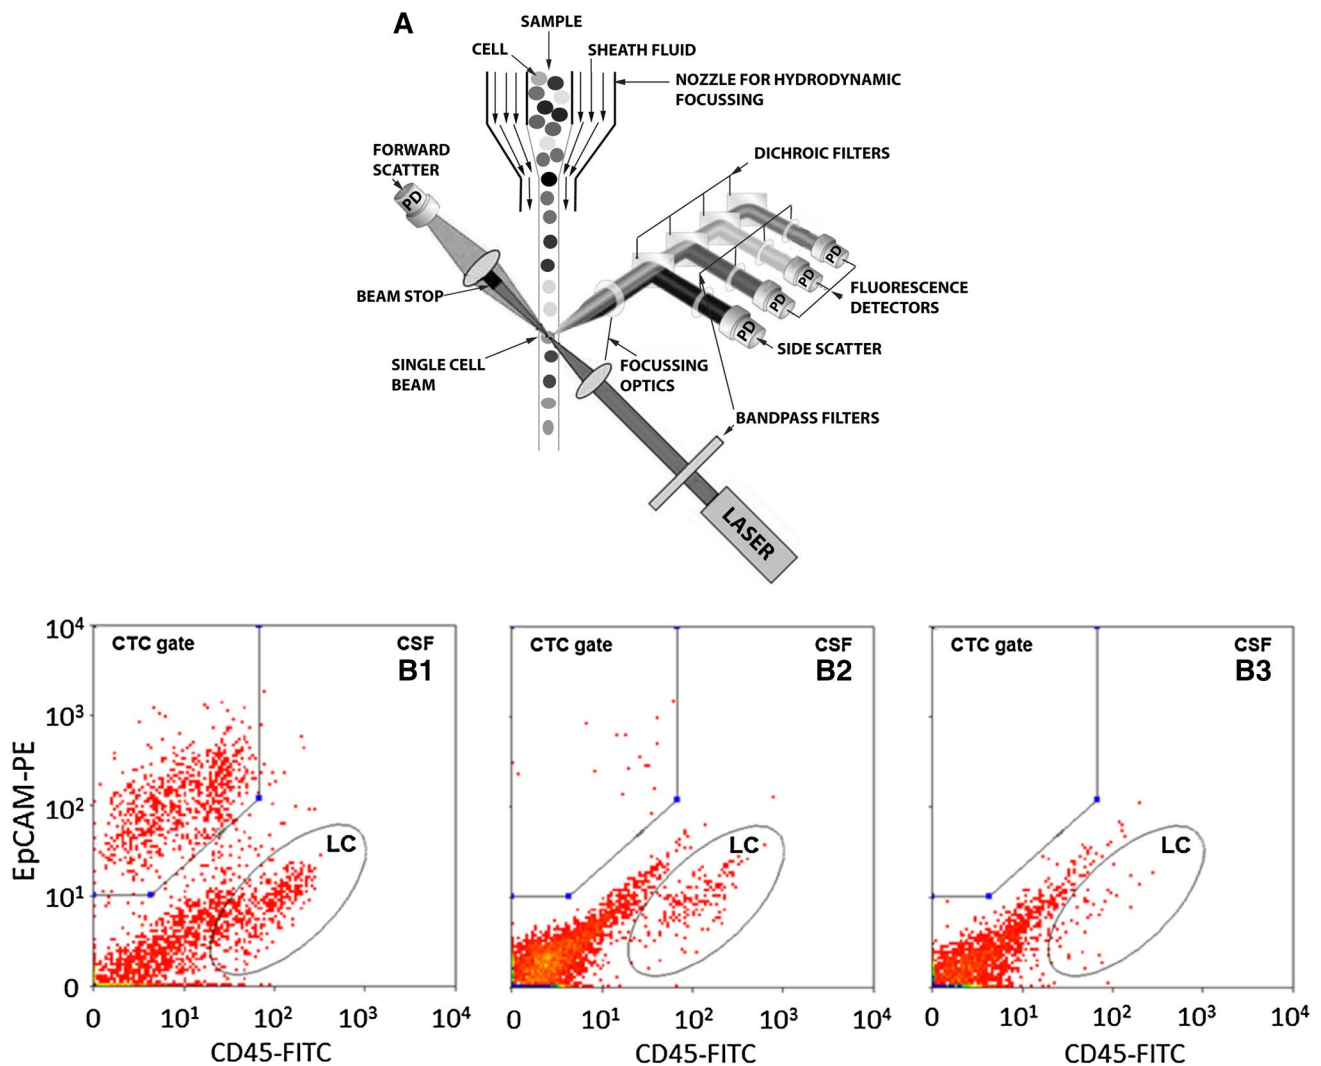 A
SAMPLE
CELL
SHEATH FLUID
NOZZLE FOR HYDRODYNAMIC
FOCUSSING
FORWARD
SCATTER
PD
DICHROIC FILTERS
PD
PD
PD
PD
BEAM STOP
FLUORESCENCE
DETECTORS
SIDE SCATTER
SINGLE CELL
BEAM
FOCUSSING
OPTICS
BANDPASS FILTERS
LASER
EpCAM-PE
10⁴
10³
10²
10¹
0
CTC gate
CSF
B1
LC
0 10¹ 10² 10³ 10⁴
CD45-FITC
CTC gate
CSF
B2
LC
0 10¹ 10² 10³ 10⁴
CD45-FITC
CTC gate
CSF
B3
LC
0 10¹ 10² 10³ 10⁴
CD45-FITC